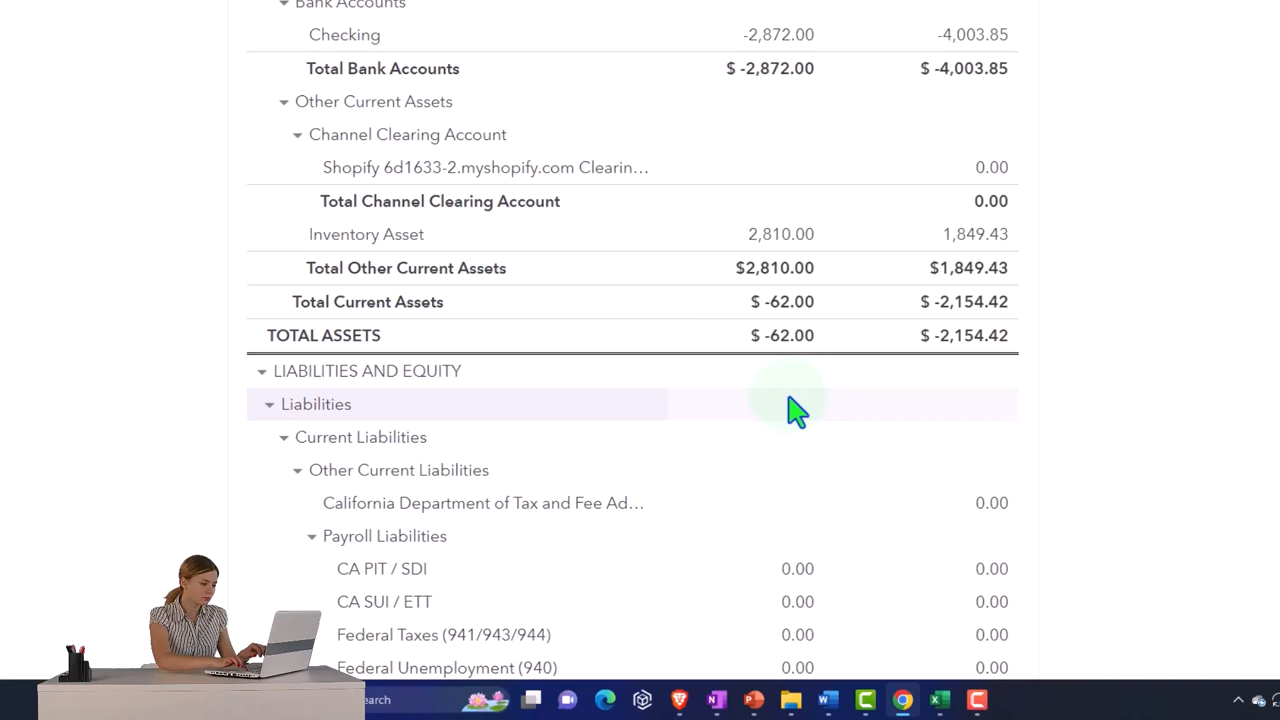 Bank Accounts
Checking -2,872.00 -4,003.85
Total Bank Accounts $ -2,872.00 $ -4,003.85
Other Current Assets
Channel Clearing Account
Shopify 6d1633-2.myshopify.com Clearin… 0.00
Total Channel Clearing Account 0.00
Inventory Asset 2,810.00 1,849.43
Total Other Current Assets $2,810.00 $1,849.43
Total Current Assets $ -62.00 $ -2,154.42
TOTAL ASSETS $ -62.00 $ -2,154.42
LIABILITIES AND EQUITY
Liabilities
Current Liabilities
Other Current Liabilities
California Department of Tax and Fee Ad… 0.00
Payroll Liabilities
CA PIT / SDI 0.00 0.00
CA SUI / ETT 0.00 0.00
Federal Taxes (941/943/944) 0.00 0.00
Federal Unemployment (940) 0.00 0.00
earch